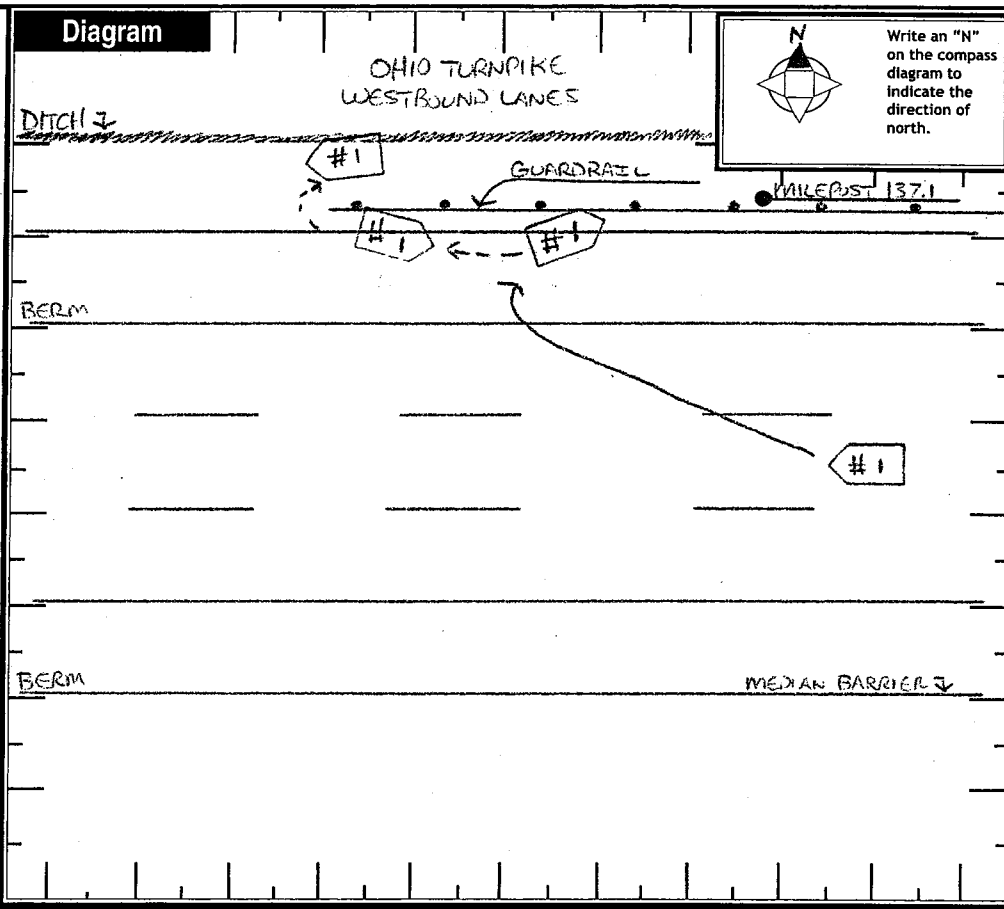 Diagram
OHIO TURNPIKE
WESTBOUND LANES
N
Write an "N"
on the compass
diagram to
indicate the
direction of
north.
DITCH
#1
GUARDRAIL
MILEPOST 137.1
#1
#1
BERM
#1
BERM
MEDIAN BARRIER